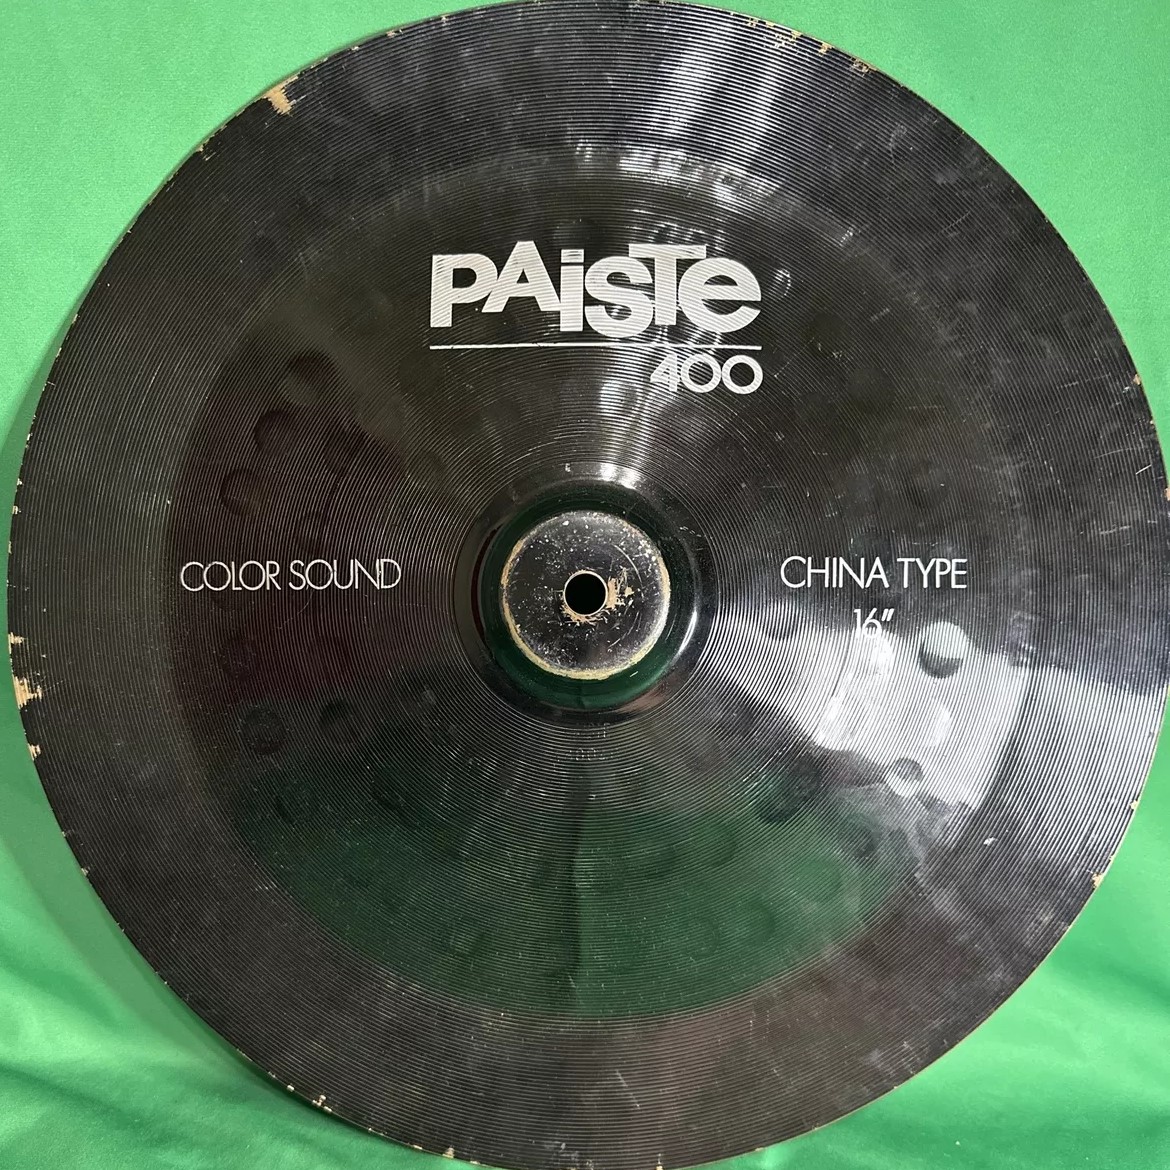 PAiSTe
400
COLOR SOUND
CHINA TYPE
16"